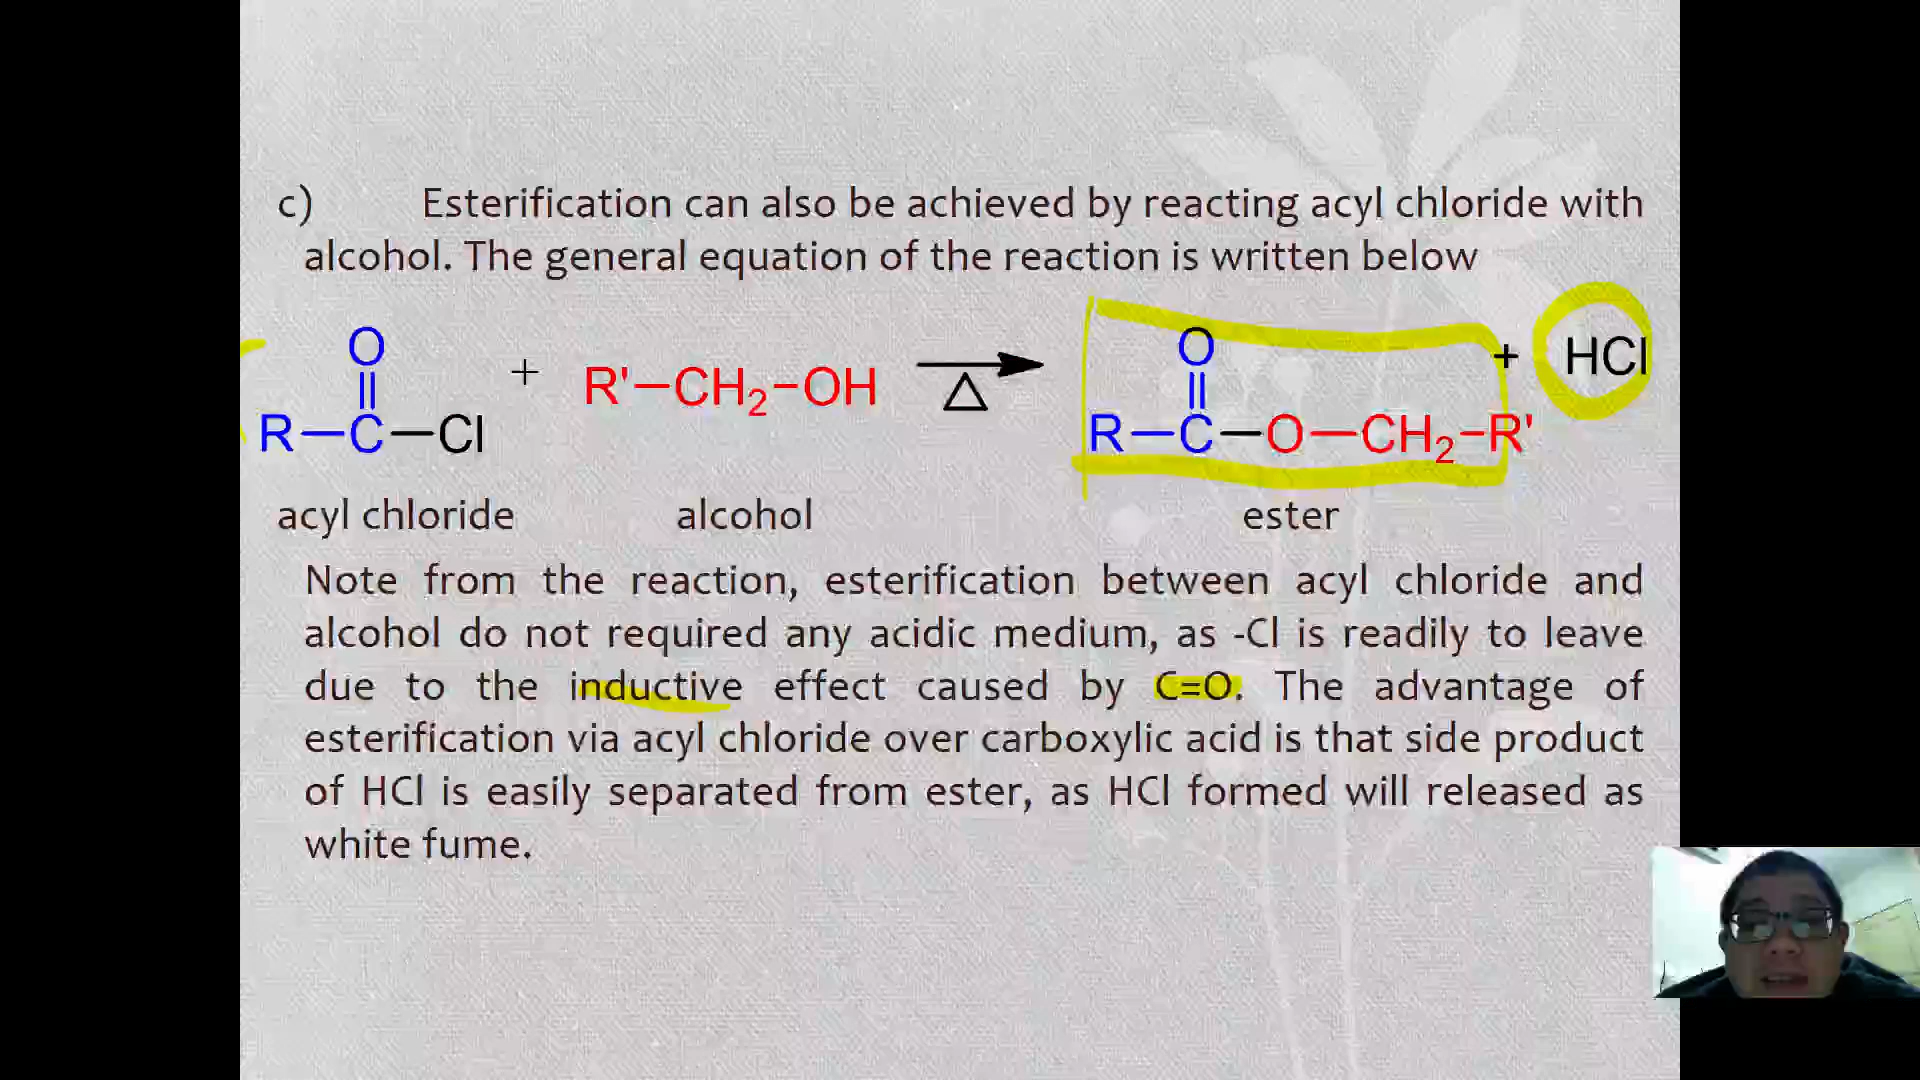 c) Esterification can also be achieved by reacting acyl chloride with
alcohol. The general equation of the reaction is written below
O
R—C—Cl + R'—CH₂—OH △ O
R—C—O—CH₂—R' + HCl
acyl chloride alcohol ester
Note from the reaction, esterification between acyl chloride and
alcohol do not required any acidic medium, as -Cl is readily to leave
due to the inductive effect caused by C=O. The advantage of
esterification via acyl chloride over carboxylic acid is that side product
of HCl is easily separated from ester, as HCl formed will released as
white fume.